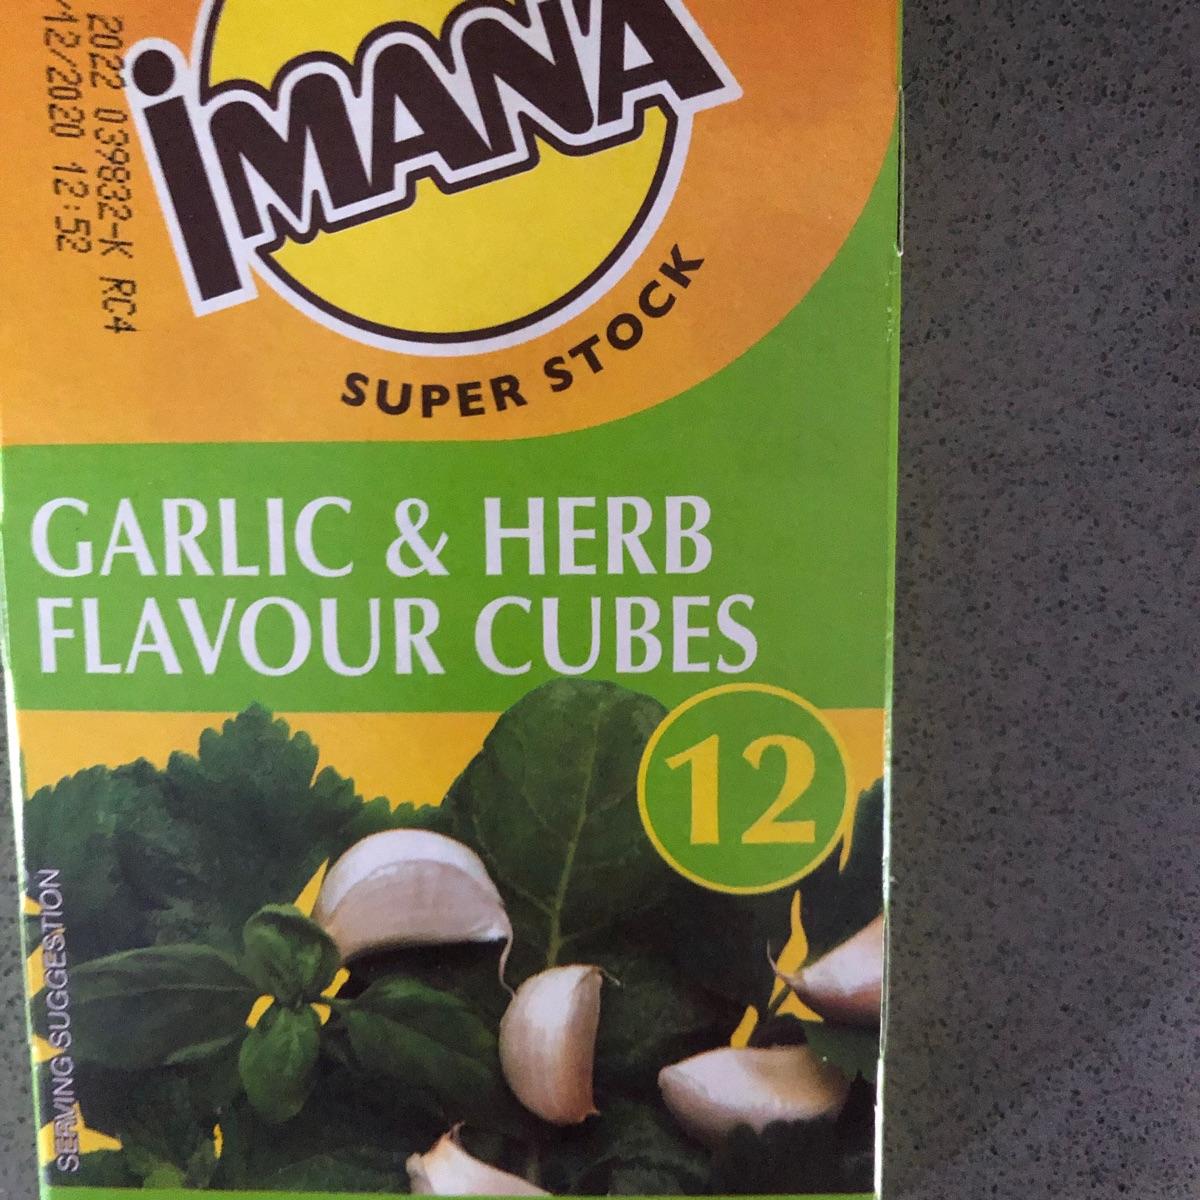 iMANA
SUPER STOCK
2022 039832-K RC4
12/2020 12:52
GARLIC & HERB
FLAVOUR CUBES
12
SERVING SUGGESTION